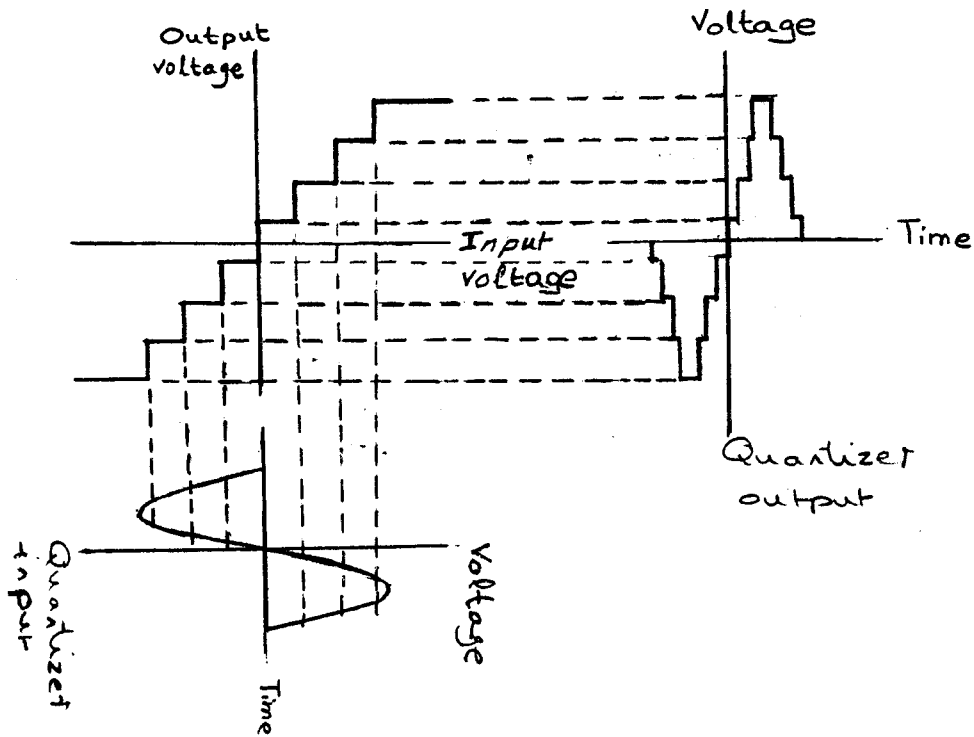 Output
voltage
Voltage
Input
voltage
Time
Quantizer
output
Quantizer
input
Voltage
Time